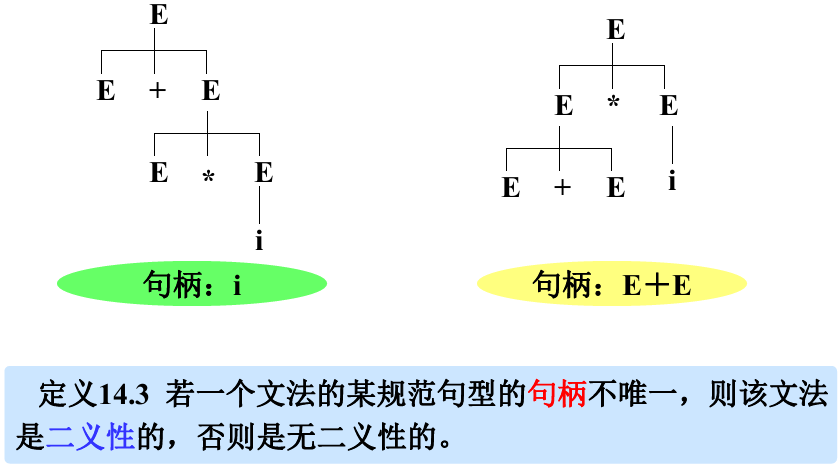 E
E
E + E
E * E
E * E
E + E
i
i
句柄：i
句柄：E＋E
定义14.3 若一个文法的某规范句型的句柄不唯一，则该文法
是二义性的，否则是无二义性的。